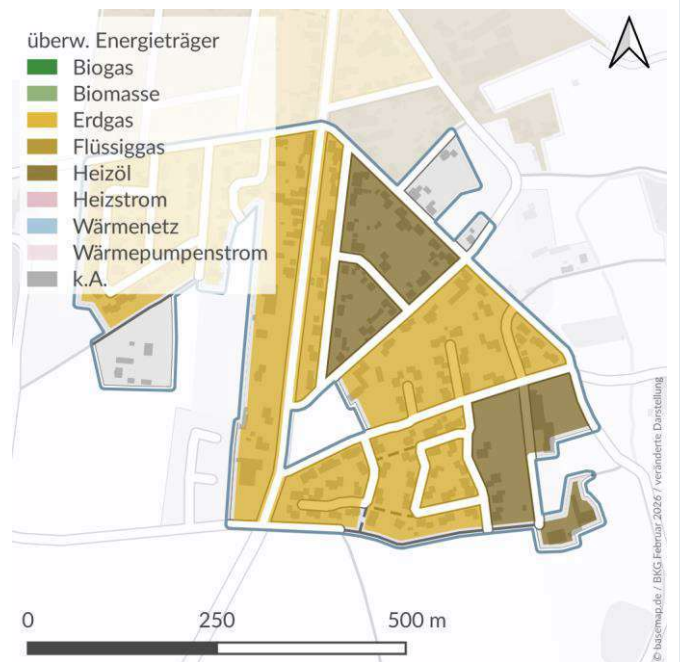 überw. Energieträger
Biogas
Biomasse
Erdgas
Flüssiggas
Heizöl
Heizstrom
Wärmenetz
Wärmepumpenstrom
k.A.
0 250 500 m
© basemap.de / BKG Februar 2026 / veränderte Darstellung